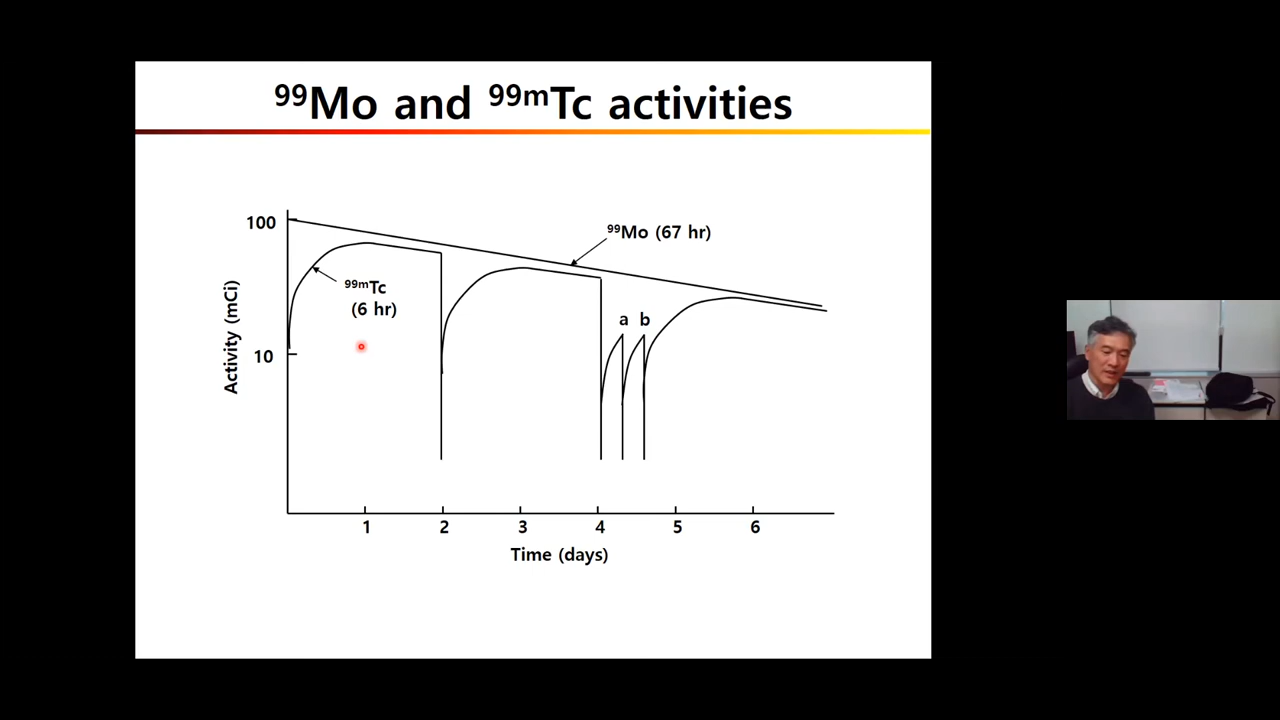 ⁹⁹Mo and ⁹⁹ᵐTc activities
100
⁹⁹Mo (67 hr)
⁹⁹ᵐTc
(6 hr)
a b
10
Activity (mCi)
1 2 3 4 5 6
Time (days)